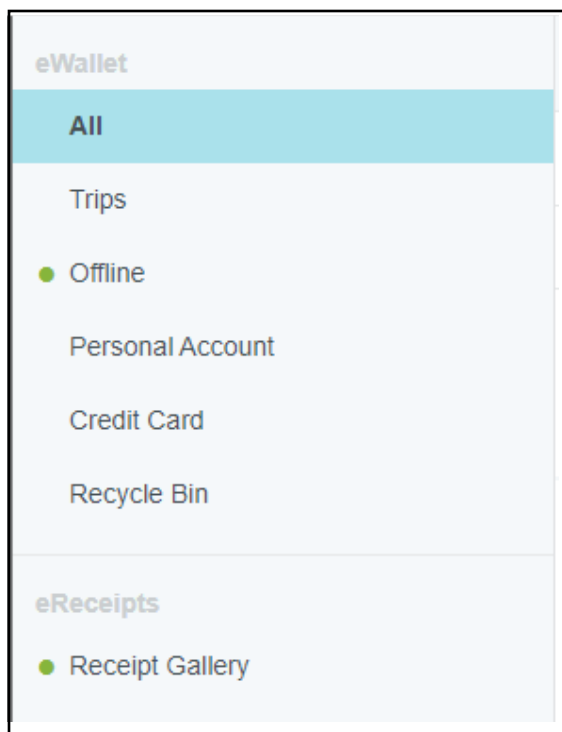 eWallet
All
Trips
Offline
Personal Account
Credit Card
Recycle Bin
eReceipts
Receipt Gallery